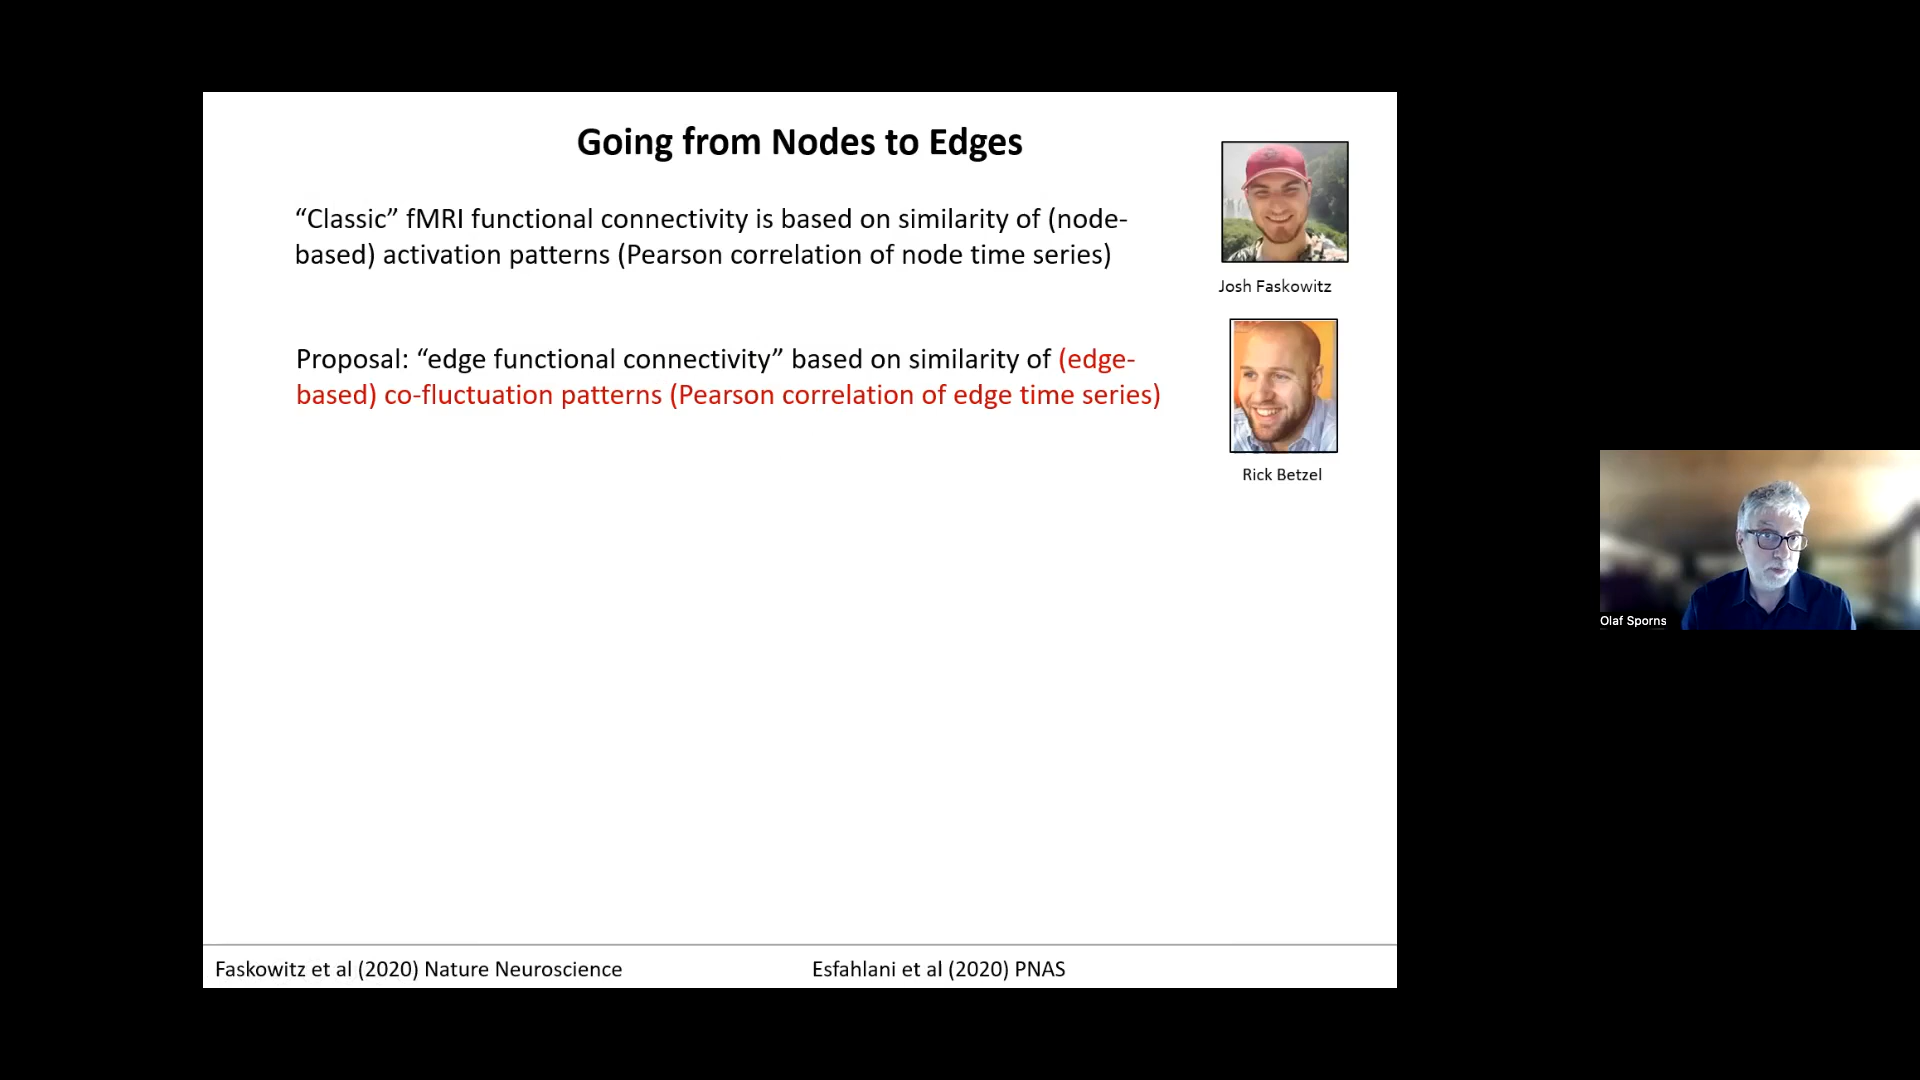 Going from Nodes to Edges
“Classic” fMRI functional connectivity is based on similarity of (node-
based) activation patterns (Pearson correlation of node time series)
Josh Faskowitz
Proposal: “edge functional connectivity” based on similarity of (edge-
based) co-fluctuation patterns (Pearson correlation of edge time series)
Rick Betzel
Olaf Sporns
Faskowitz et al (2020) Nature Neuroscience
Esfahlani et al (2020) PNAS